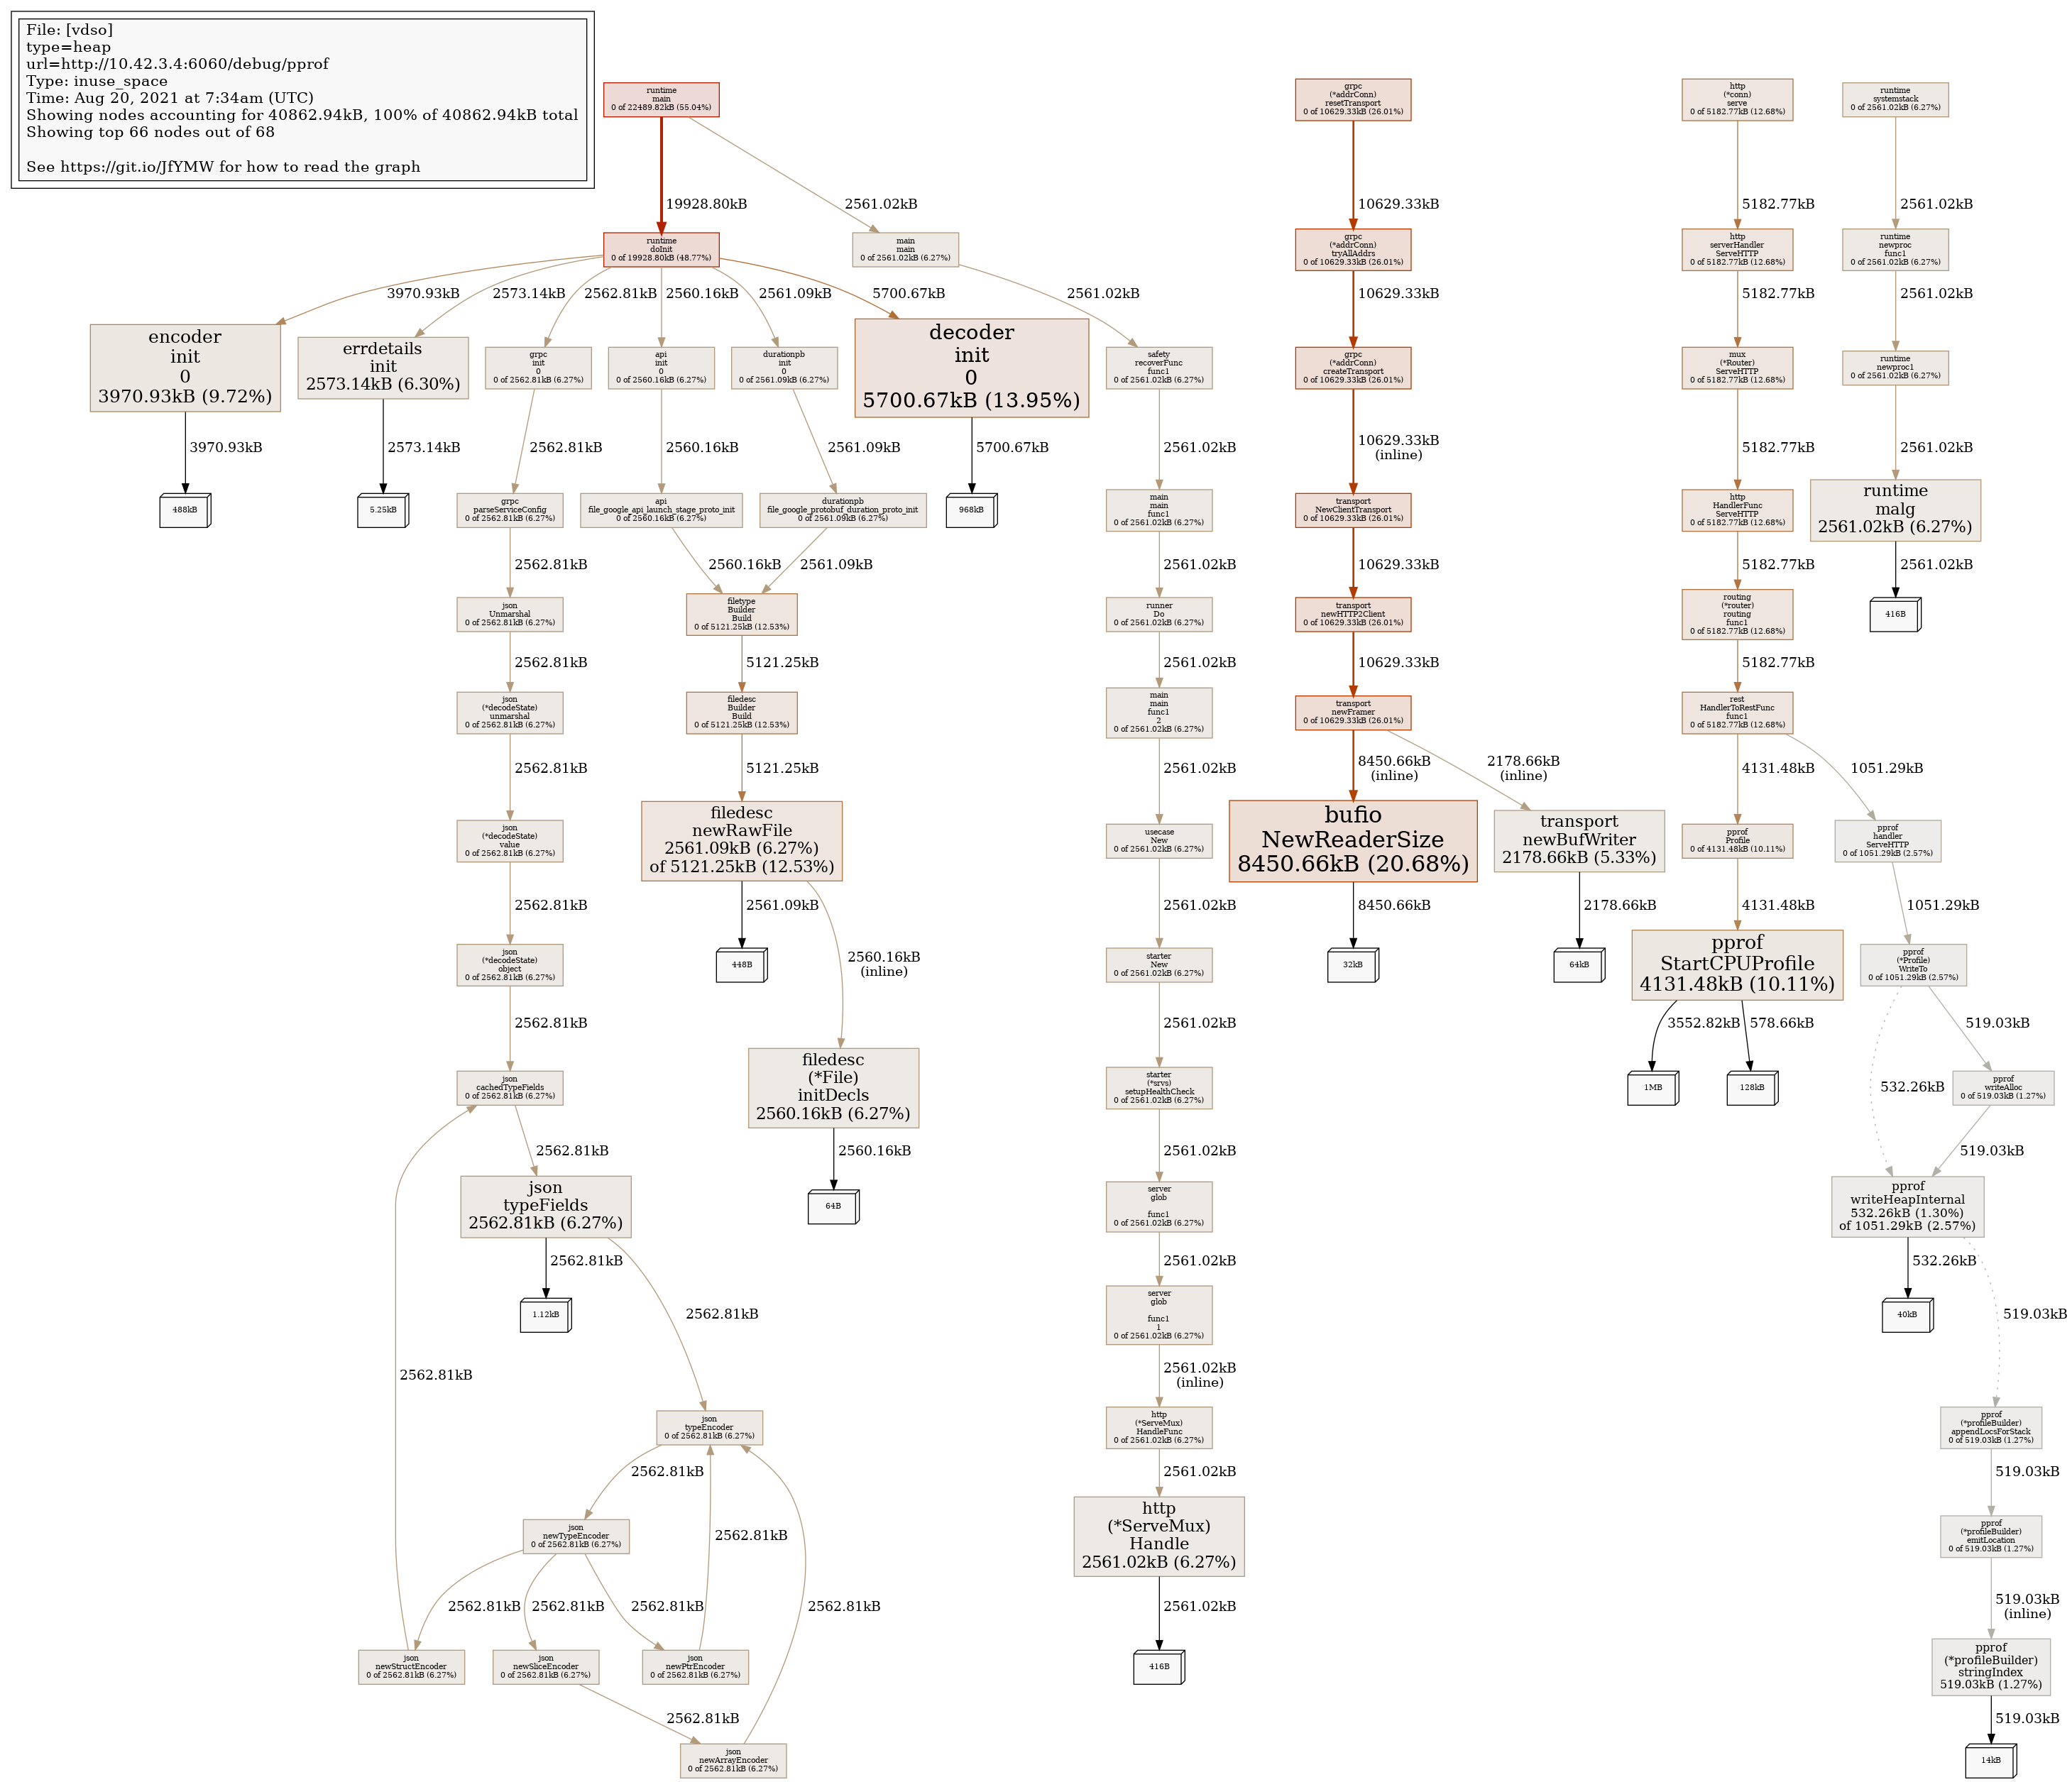 File: [vdso]
type=heap
url=http://10.42.3.4:6060/debug/pprof
Type: inuse_space
Time: Aug 20, 2021 at 7:34am (UTC)
Showing nodes accounting for 40862.94kB, 100% of 40862.94kB total
Showing top 66 nodes out of 68
See https://git.io/JfYMW for how to read the graph
runtime
main
0 of 22489.82kB (55.04%)
19928.80kB
2561.02kB
runtime
doInit
0 of 19928.80kB (48.77%)
main
main
0 of 2561.02kB (6.27%)
3970.93kB
2573.14kB
2562.81kB
2560.16kB
2561.09kB
5700.67kB
2561.02kB
encoder
init
0
3970.93kB (9.72%)
3970.93kB
488kB
errdetails
init
2573.14kB (6.30%)
2573.14kB
5.25kB
grpc
init
0
0 of 2562.81kB (6.27%)
2562.81kB
grpc
parseServiceConfig
0 of 2562.81kB (6.27%)
2562.81kB
json
Unmarshal
0 of 2562.81kB (6.27%)
2562.81kB
json
(*decodeState)
unmarshal
0 of 2562.81kB (6.27%)
2562.81kB
json
(*decodeState)
value
0 of 2562.81kB (6.27%)
2562.81kB
json
(*decodeState)
object
0 of 2562.81kB (6.27%)
2562.81kB
json
cachedTypeFields
0 of 2562.81kB (6.27%)
2562.81kB
json
typeFields
2562.81kB (6.27%)
2562.81kB
1.12kB
2562.81kB
2562.81kB
json
typeEncoder
0 of 2562.81kB (6.27%)
2562.81kB
json
newTypeEncoder
0 of 2562.81kB (6.27%)
2562.81kB
2562.81kB
2562.81kB
2562.81kB
2562.81kB
json
newStructEncoder
0 of 2562.81kB (6.27%)
json
newSliceEncoder
0 of 2562.81kB (6.27%)
json
newPtrEncoder
0 of 2562.81kB (6.27%)
2562.81kB
json
newArrayEncoder
0 of 2562.81kB (6.27%)
api
init
0
0 of 2560.16kB (6.27%)
2560.16kB
api
file_google_api_launch_stage_proto_init
0 of 2560.16kB (6.27%)
2560.16kB
durationpb
init
0
0 of 2561.09kB (6.27%)
2561.09kB
durationpb
file_google_protobuf_duration_proto_init
0 of 2561.09kB (6.27%)
2561.09kB
filetype
Builder
Build
0 of 5121.25kB (12.53%)
5121.25kB
filedesc
Builder
Build
0 of 5121.25kB (12.53%)
5121.25kB
filedesc
newRawFile
2561.09kB (6.27%)
of 5121.25kB (12.53%)
2561.09kB
448B
2560.16kB
(inline)
filedesc
(*File)
initDecls
2560.16kB (6.27%)
2560.16kB
64B
decoder
init
0
5700.67kB (13.95%)
5700.67kB
968kB
safety
recoverFunc
func1
0 of 2561.02kB (6.27%)
2561.02kB
main
main
func1
0 of 2561.02kB (6.27%)
2561.02kB
runner
Do
0 of 2561.02kB (6.27%)
2561.02kB
main
main
func1
2
0 of 2561.02kB (6.27%)
2561.02kB
usecase
New
0 of 2561.02kB (6.27%)
2561.02kB
starter
New
0 of 2561.02kB (6.27%)
2561.02kB
starter
(*srvs)
setupHealthCheck
0 of 2561.02kB (6.27%)
2561.02kB
server
glob
func1
0 of 2561.02kB (6.27%)
2561.02kB
server
glob
func1
1
0 of 2561.02kB (6.27%)
2561.02kB
(inline)
http
(*ServeMux)
HandleFunc
0 of 2561.02kB (6.27%)
2561.02kB
http
(*ServeMux)
Handle
2561.02kB (6.27%)
2561.02kB
416B
grpc
(*addrConn)
resetTransport
0 of 10629.33kB (26.01%)
10629.33kB
grpc
(*addrConn)
tryAllAddrs
0 of 10629.33kB (26.01%)
10629.33kB
grpc
(*addrConn)
createTransport
0 of 10629.33kB (26.01%)
10629.33kB
(inline)
transport
NewClientTransport
0 of 10629.33kB (26.01%)
10629.33kB
transport
newHTTP2Client
0 of 10629.33kB (26.01%)
10629.33kB
transport
newFramer
0 of 10629.33kB (26.01%)
8450.66kB
(inline)
2178.66kB
(inline)
bufio
NewReaderSize
8450.66kB (20.68%)
8450.66kB
32kB
transport
newBufWriter
2178.66kB (5.33%)
2178.66kB
64kB
http
(*conn)
serve
0 of 5182.77kB (12.68%)
5182.77kB
http
serverHandler
ServeHTTP
0 of 5182.77kB (12.68%)
5182.77kB
mux
(*Router)
ServeHTTP
0 of 5182.77kB (12.68%)
5182.77kB
http
HandlerFunc
ServeHTTP
0 of 5182.77kB (12.68%)
5182.77kB
routing
(*router)
routing
func1
0 of 5182.77kB (12.68%)
5182.77kB
rest
HandlerToRestFunc
func1
0 of 5182.77kB (12.68%)
4131.48kB
1051.29kB
pprof
Profile
0 of 4131.48kB (10.11%)
4131.48kB
pprof
StartCPUProfile
4131.48kB (10.11%)
3552.82kB
578.66kB
1MB
128kB
pprof
handler
ServeHTTP
0 of 1051.29kB (2.57%)
1051.29kB
pprof
(*Profile)
WriteTo
0 of 1051.29kB (2.57%)
519.03kB
532.26kB
pprof
writeAlloc
0 of 519.03kB (1.27%)
519.03kB
pprof
writeHeapInternal
532.26kB (1.30%)
of 1051.29kB (2.57%)
532.26kB
40kB
519.03kB
pprof
(*profileBuilder)
appendLocsForStack
0 of 519.03kB (1.27%)
519.03kB
pprof
(*profileBuilder)
emitLocation
0 of 519.03kB (1.27%)
519.03kB
(inline)
pprof
(*profileBuilder)
stringIndex
519.03kB (1.27%)
519.03kB
14kB
runtime
systemstack
0 of 2561.02kB (6.27%)
2561.02kB
runtime
newproc
func1
0 of 2561.02kB (6.27%)
2561.02kB
runtime
newproc1
0 of 2561.02kB (6.27%)
2561.02kB
runtime
malg
2561.02kB (6.27%)
2561.02kB
416B